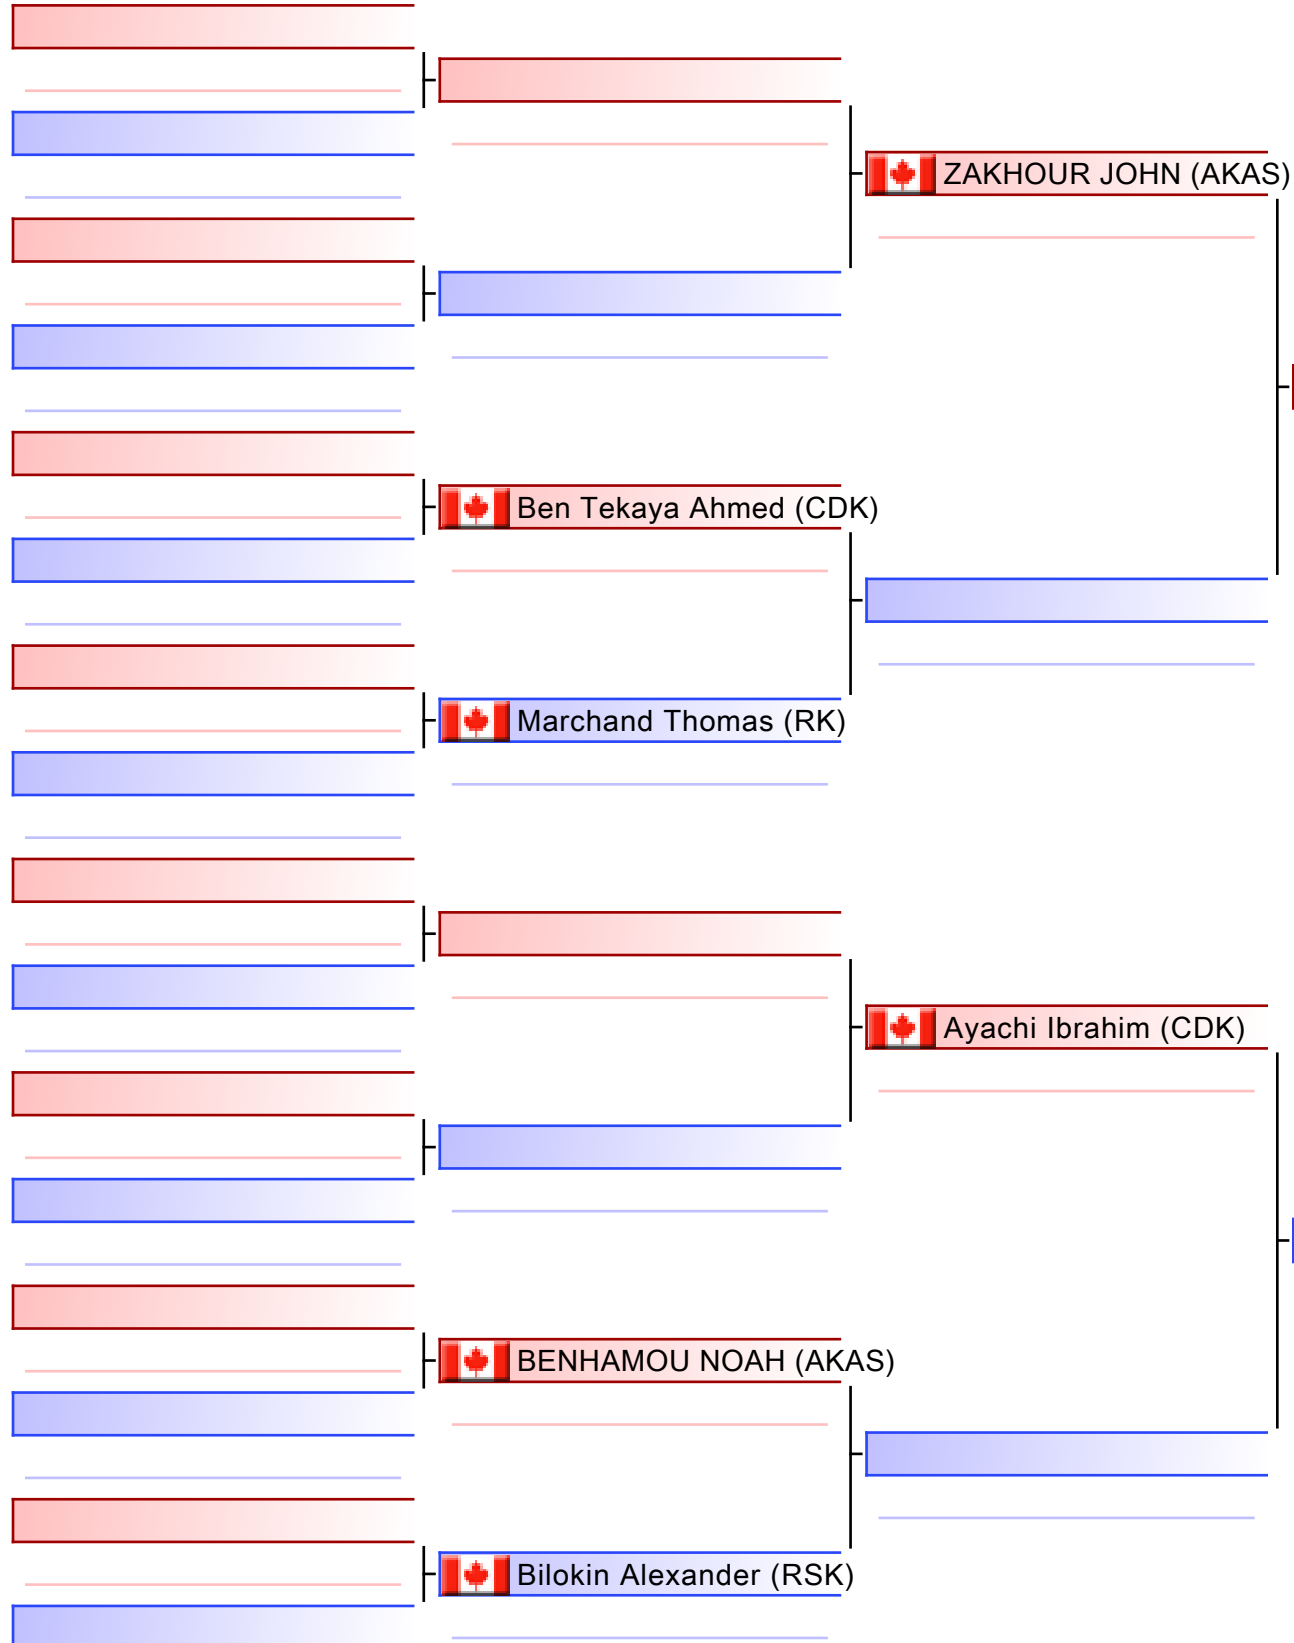 ZAKHOUR JOHN (AKAS)
Ben Tekaya Ahmed (CDK)
Marchand Thomas (RK)
Ayachi Ibrahim (CDK)
BENHAMOU NOAH (AKAS)
Bilokin Alexander (RSK)